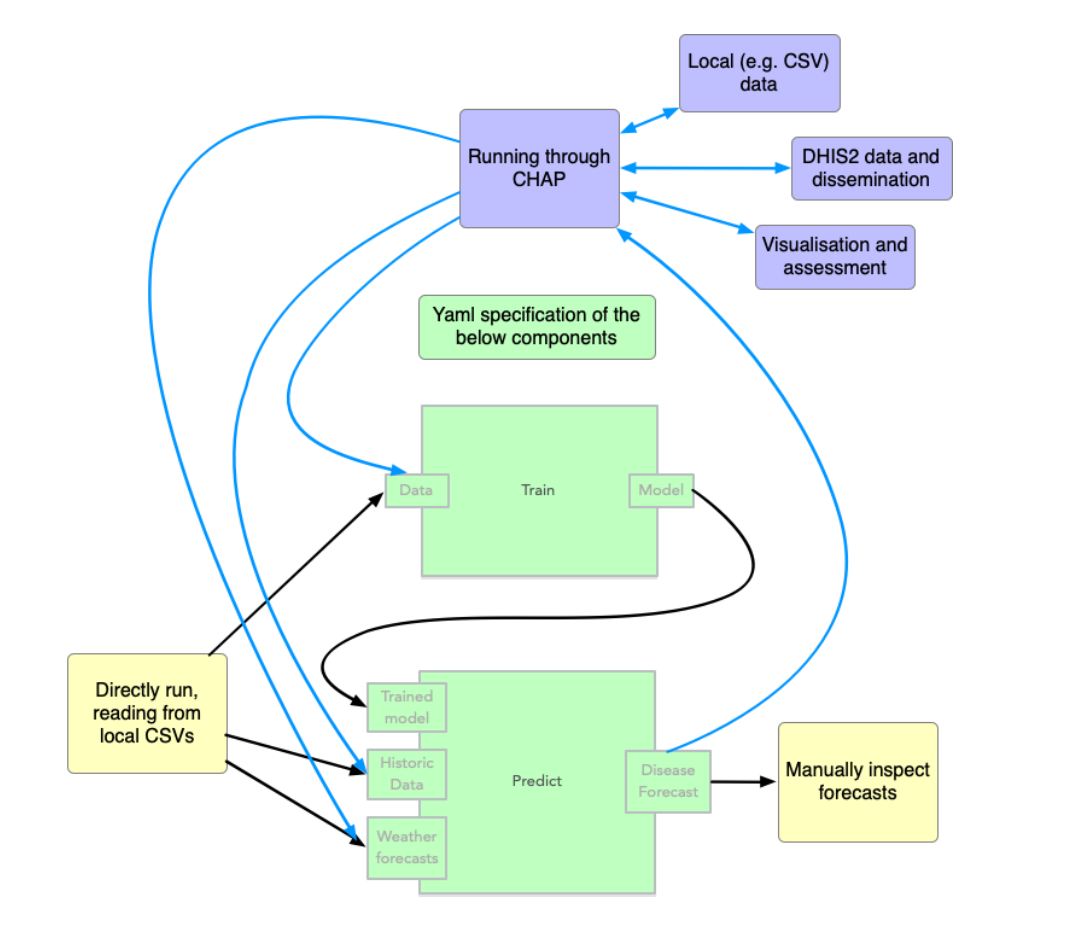 Local (e.g. CSV)
data
Running through
CHAP
DHIS2 data and
dissemination
Visualisation and
assessment
Yaml specification of the
below components
Data
Train
Model
Directly run,
reading from
local CSVs
Trained
model
Historic
Data
Weather
forecasts
Predict
Disease
Forecast
Manually inspect
forecasts